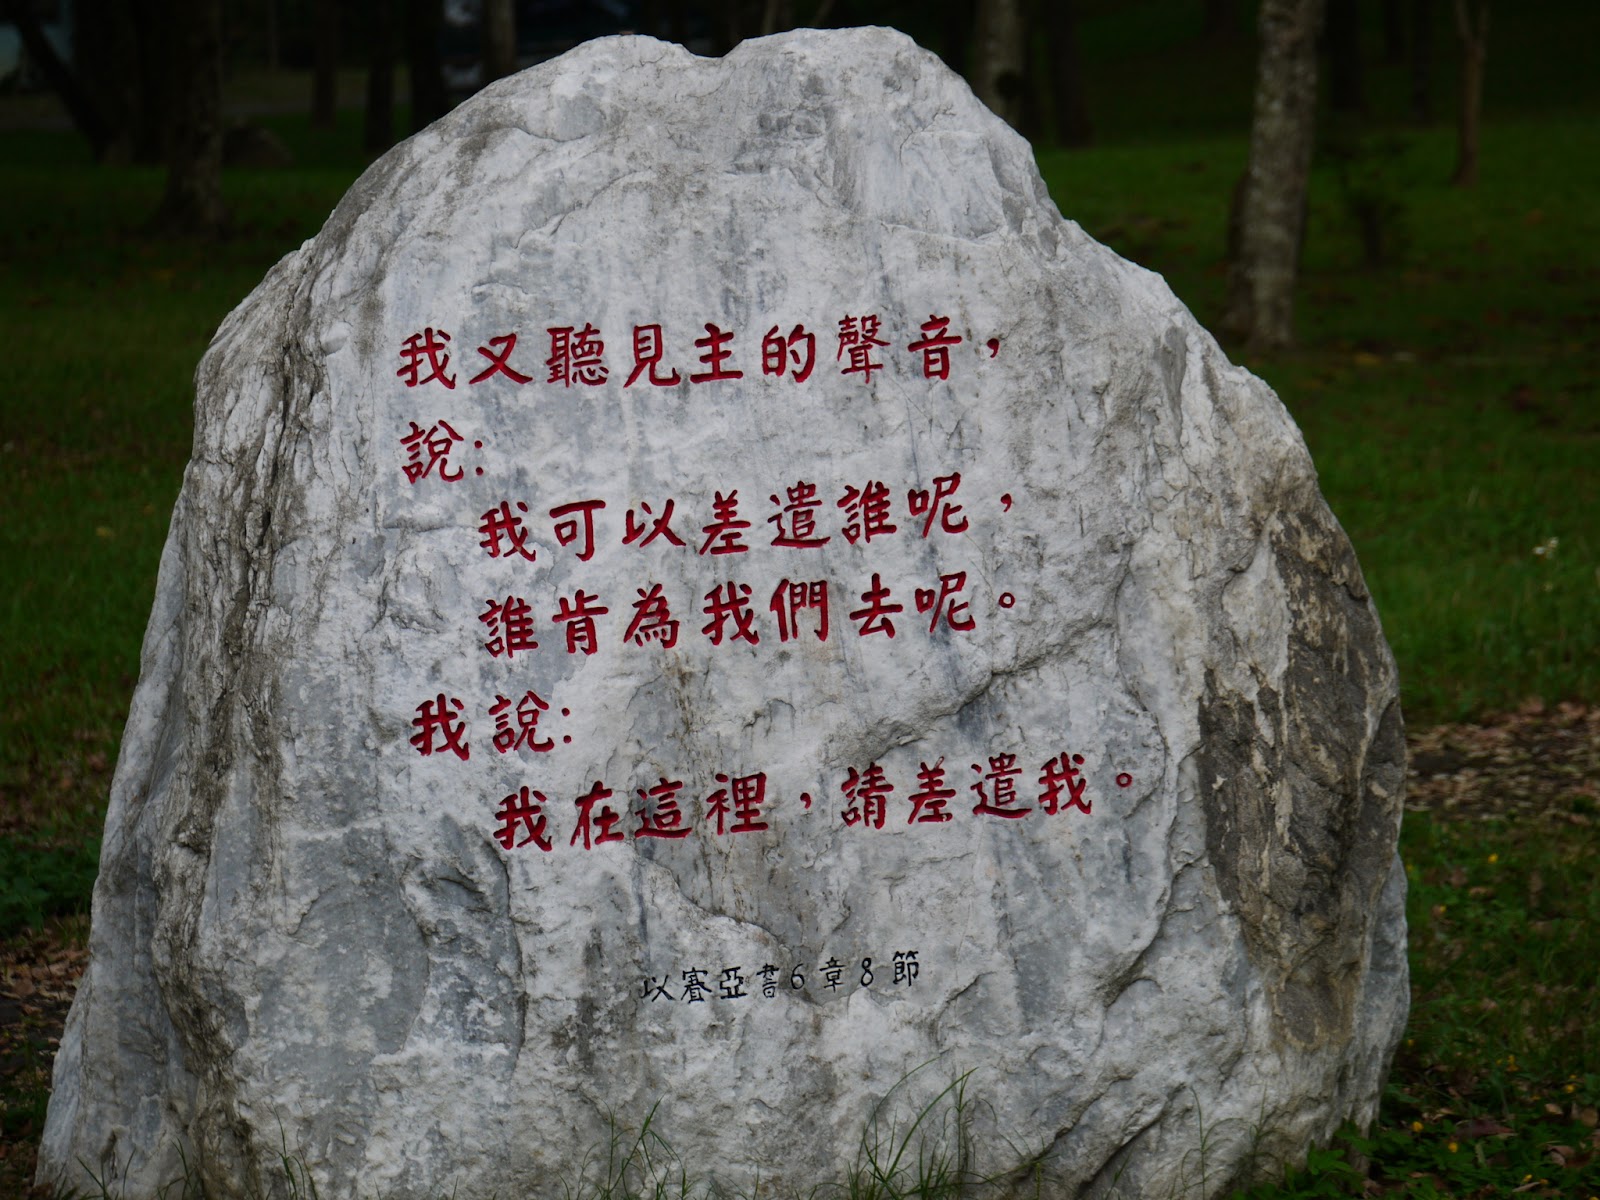 我又聽見主的聲音，
說：
我可以差遣誰呢，
誰肯為我們去呢。
我說：
我在這裡，請差遣我。
以賽亞書6章8節